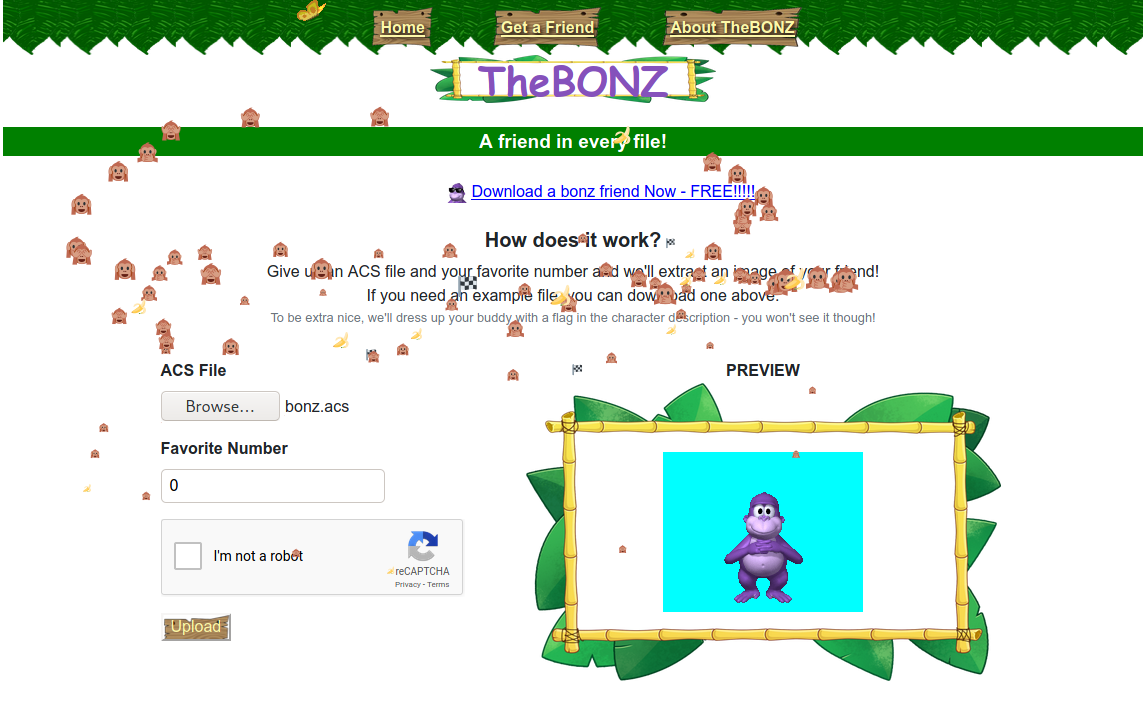 Home Get a Friend About TheBONZ
TheBONZ
A friend in every file!
Download a bonz friend Now - FREE!!!!!
How does it work?
Give us an ACS file and your favorite number and we'll extract an image of your friend!
If you need an example file, you can download one above.
To be extra nice, we'll dress up your buddy with a flag in the character description - you won't see it though!
ACS File
Browse... bonz.acs
Favorite Number
0
I'm not a robot
reCAPTCHA
Privacy - Terms
Upload
PREVIEW